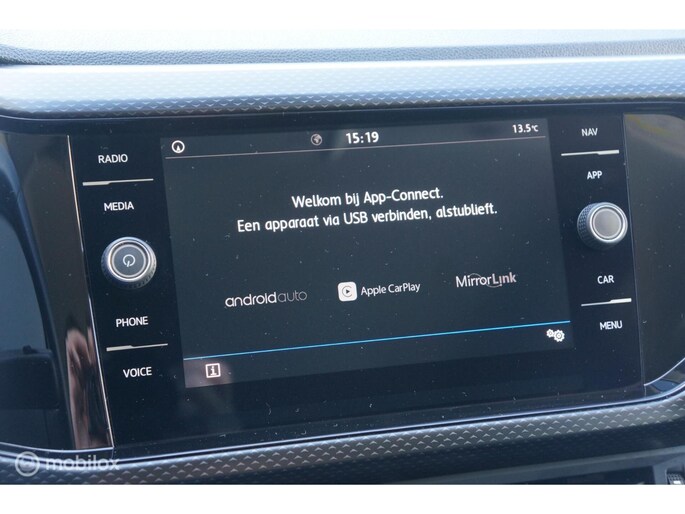 RADIO
MEDIA
PHONE
VOICE
15:19
13.5°C
Welkom bij App-Connect.
Een apparaat via USB verbinden, alstublieft.
androidauto
Apple CarPlay
MirrorLink
i
NAV
APP
CAR
MENU
mobilox